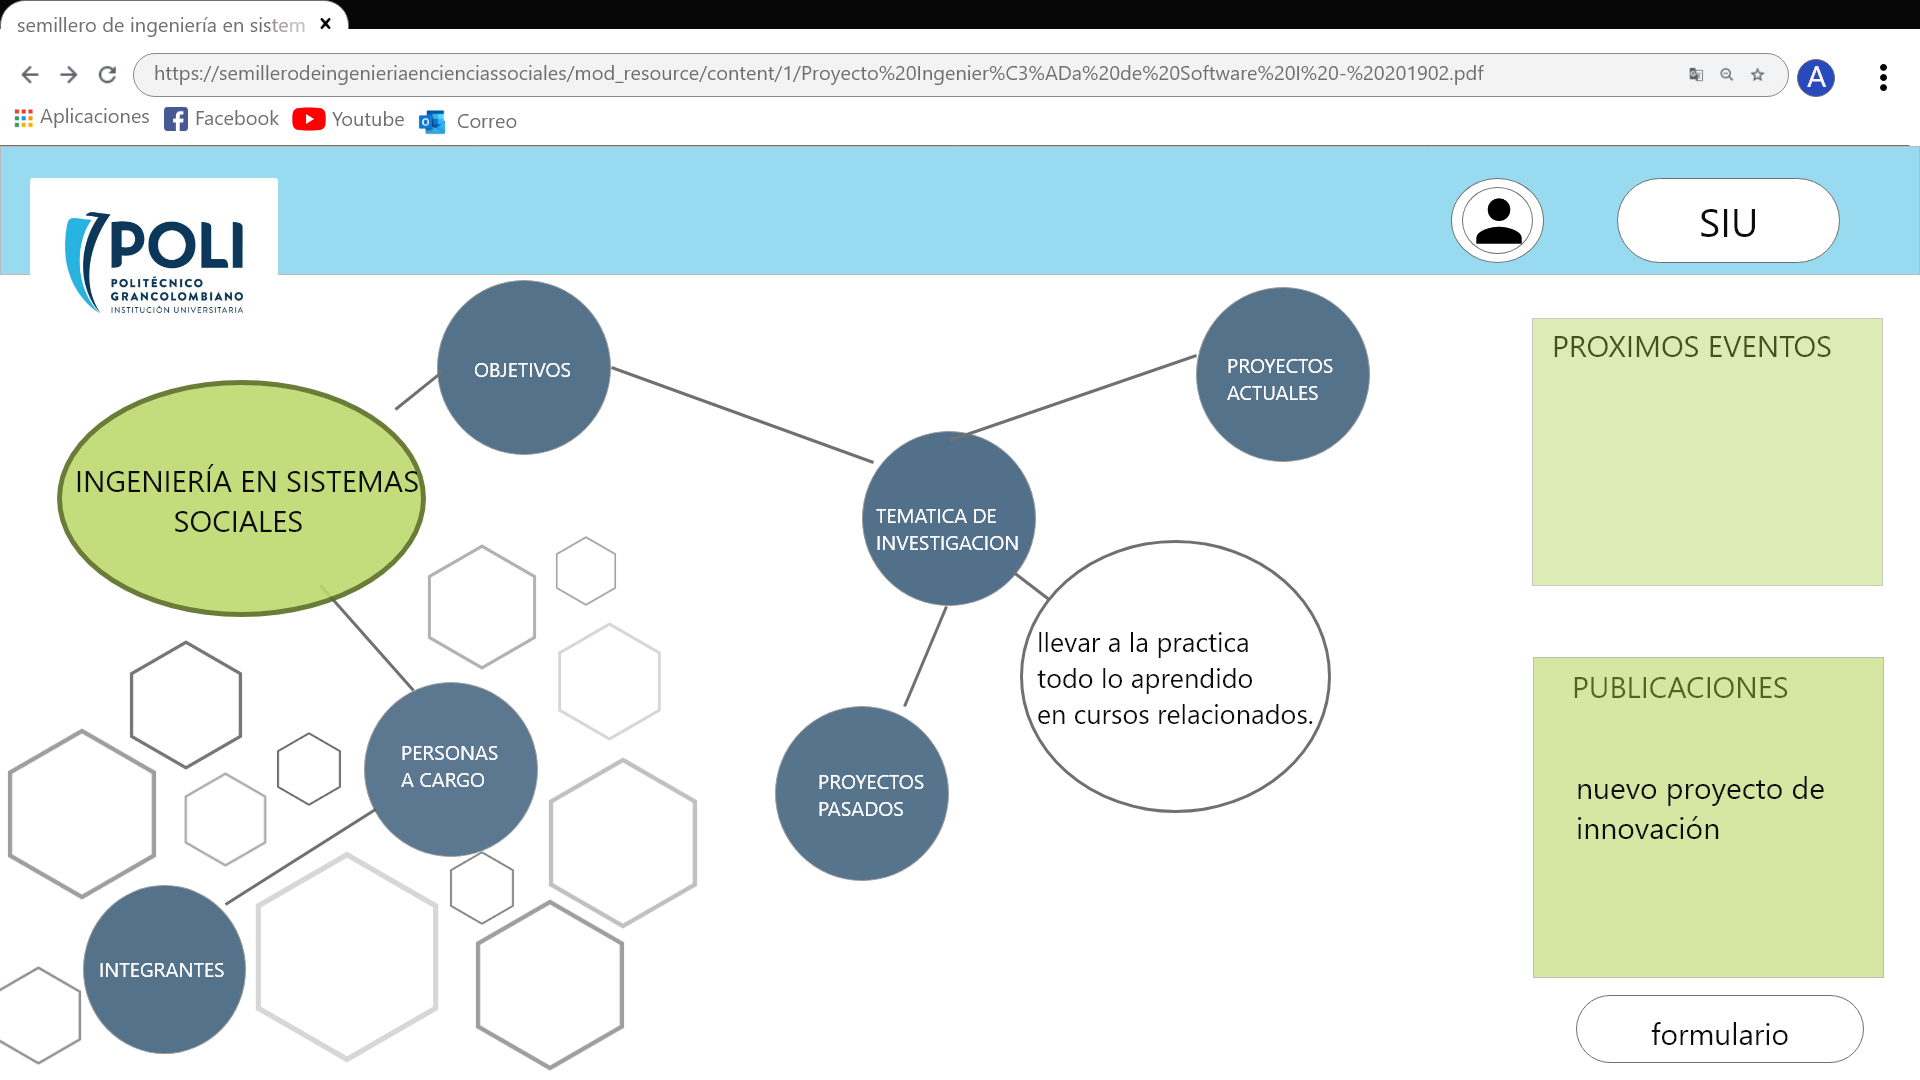 semillero de ingeniería en sistem
https://semillerodeingenieriaencienciassociales/mod_resource/content/1/Proyecto%20Ingenier%C3%ADa%20de%20Software%20I%20-%20201902.pdf
A
Aplicaciones
Facebook
Youtube
Correo
POLI
POLITÉCNICO
GRANCOLOMBIANO
INSTITUCIÓN UNIVERSITARIA
SIU
OBJETIVOS
PROYECTOS
ACTUALES
PROXIMOS EVENTOS
INGENIERÍA EN SISTEMAS
SOCIALES
TEMATICA DE
INVESTIGACION
llevar a la practica
todo lo aprendido
en cursos relacionados.
PUBLICACIONES
nuevo proyecto de
innovación
PERSONAS
A CARGO
PROYECTOS
PASADOS
INTEGRANTES
formulario